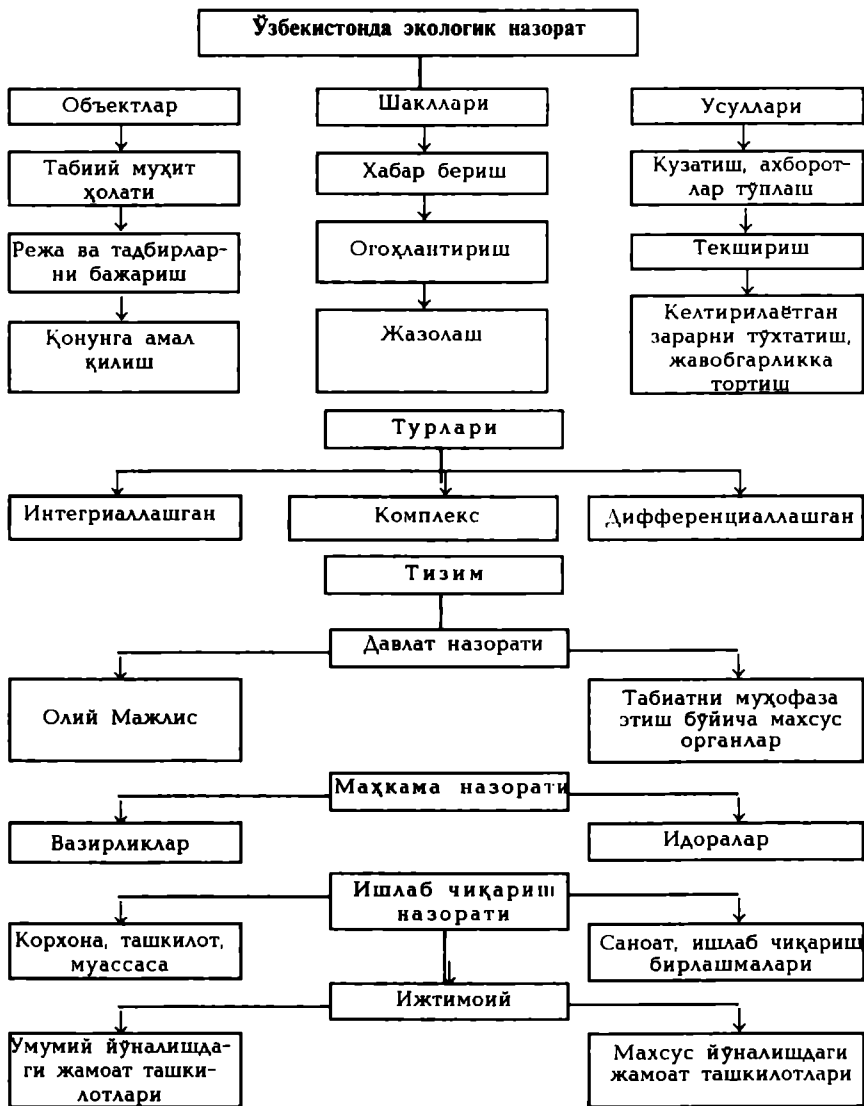 Ўзбекистонда экологик назорат
Объектлар
Шакллари
Усуллари
Табиий муҳит
ҳолати
Хабар бериш
Кузатиш, ахборот-
лар тўплаш
Режа ва тадбирлар-
ни бажариш
Огоҳлантириш
Текшириш
Қонунга амал
қилиш
Жазолаш
Келтирилаётган
зарарни тўхтатиш,
жавобгарликка
тортиш
Турлари
Интегриаллашган
Комплекс
Дифференциаллашган
Тизим
Давлат назорати
Олий Мажлис
Табиатни муҳофаза
этиш бўйича махсус
органлар
Маҳкама назорати
Вазирликлар
Идоралар
Ишлаб чиқариш
назорати
Корхона, ташкилот,
муассаса
Саноат, ишлаб чиқариш
бирлашмалари
Ижтимоий
Умумий йўналишда-
ги жамоат ташки-
лотлари
Махсус йўналишдаги
жамоат ташкилотлари